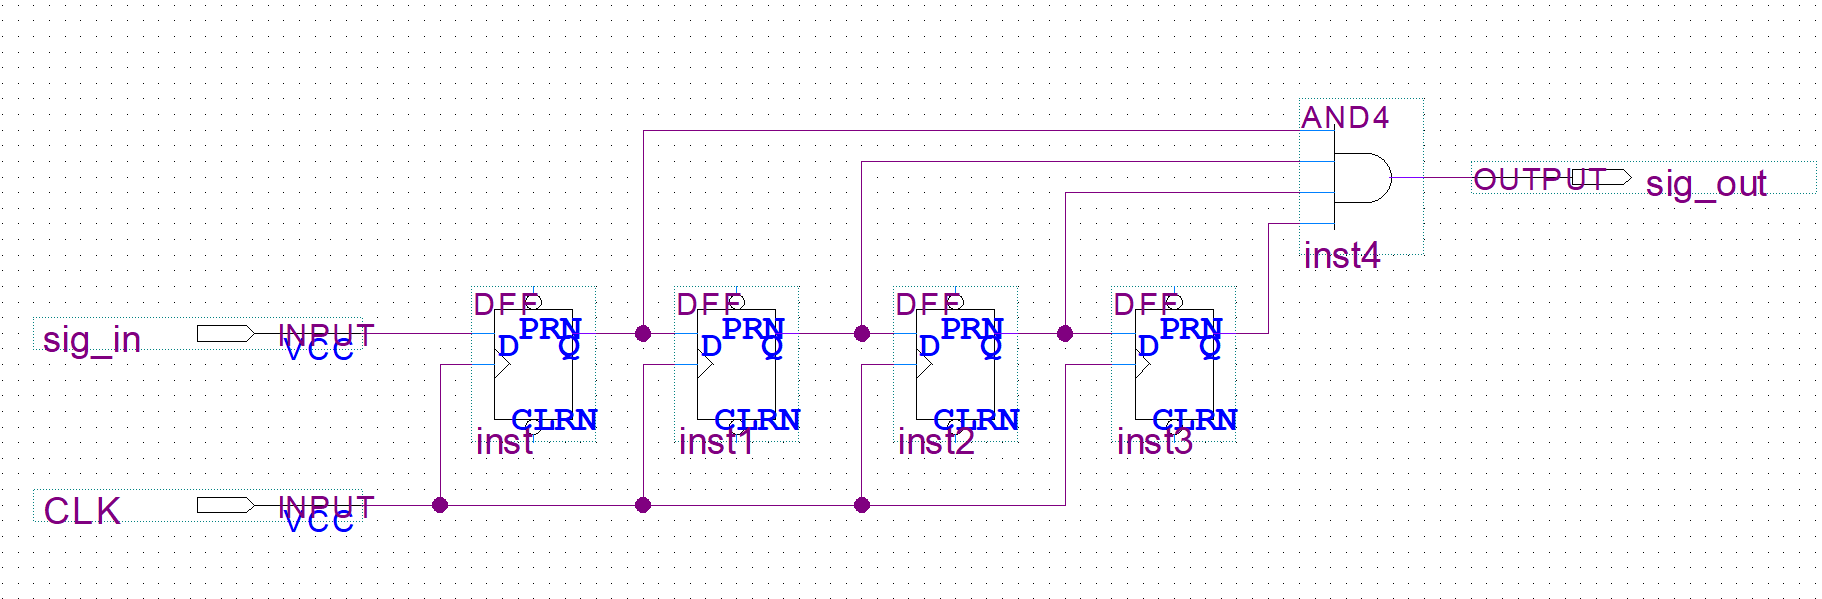 AND4
OUTPUT
sig_out
inst4
DFF
PRN
D
Q
CLRN
inst
DFF
PRN
D
Q
CLRN
inst1
DFF
PRN
D
Q
CLRN
inst2
DFF
PRN
D
Q
CLRN
inst3
sig_in
INPUT
VCC
CLK
INPUT
VCC